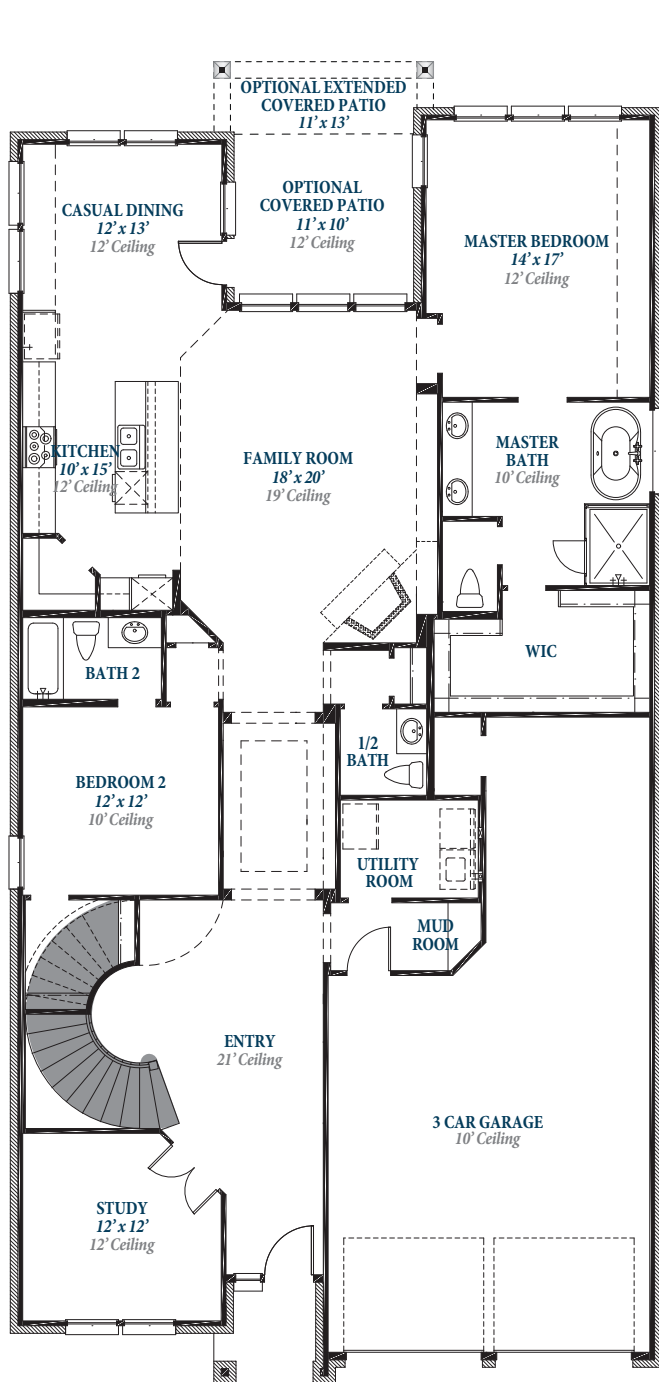 OPTIONAL EXTENDED
COVERED PATIO
11’ x 13’
OPTIONAL
COVERED PATIO
11’ x 10’
12’ Ceiling
CASUAL DINING
12’ x 13’
12’ Ceiling
MASTER BEDROOM
14’ x 17’
12’ Ceiling
KITCHEN
10’ x 15’
12’ Ceiling
FAMILY ROOM
18’ x 20’
19’ Ceiling
MASTER
BATH
10’ Ceiling
WIC
BATH 2
1/2
BATH
BEDROOM 2
12’ x 12’
10’ Ceiling
UTILITY
ROOM
MUD
ROOM
ENTRY
21’ Ceiling
3 CAR GARAGE
10’ Ceiling
STUDY
12’ x 12’
12’ Ceiling